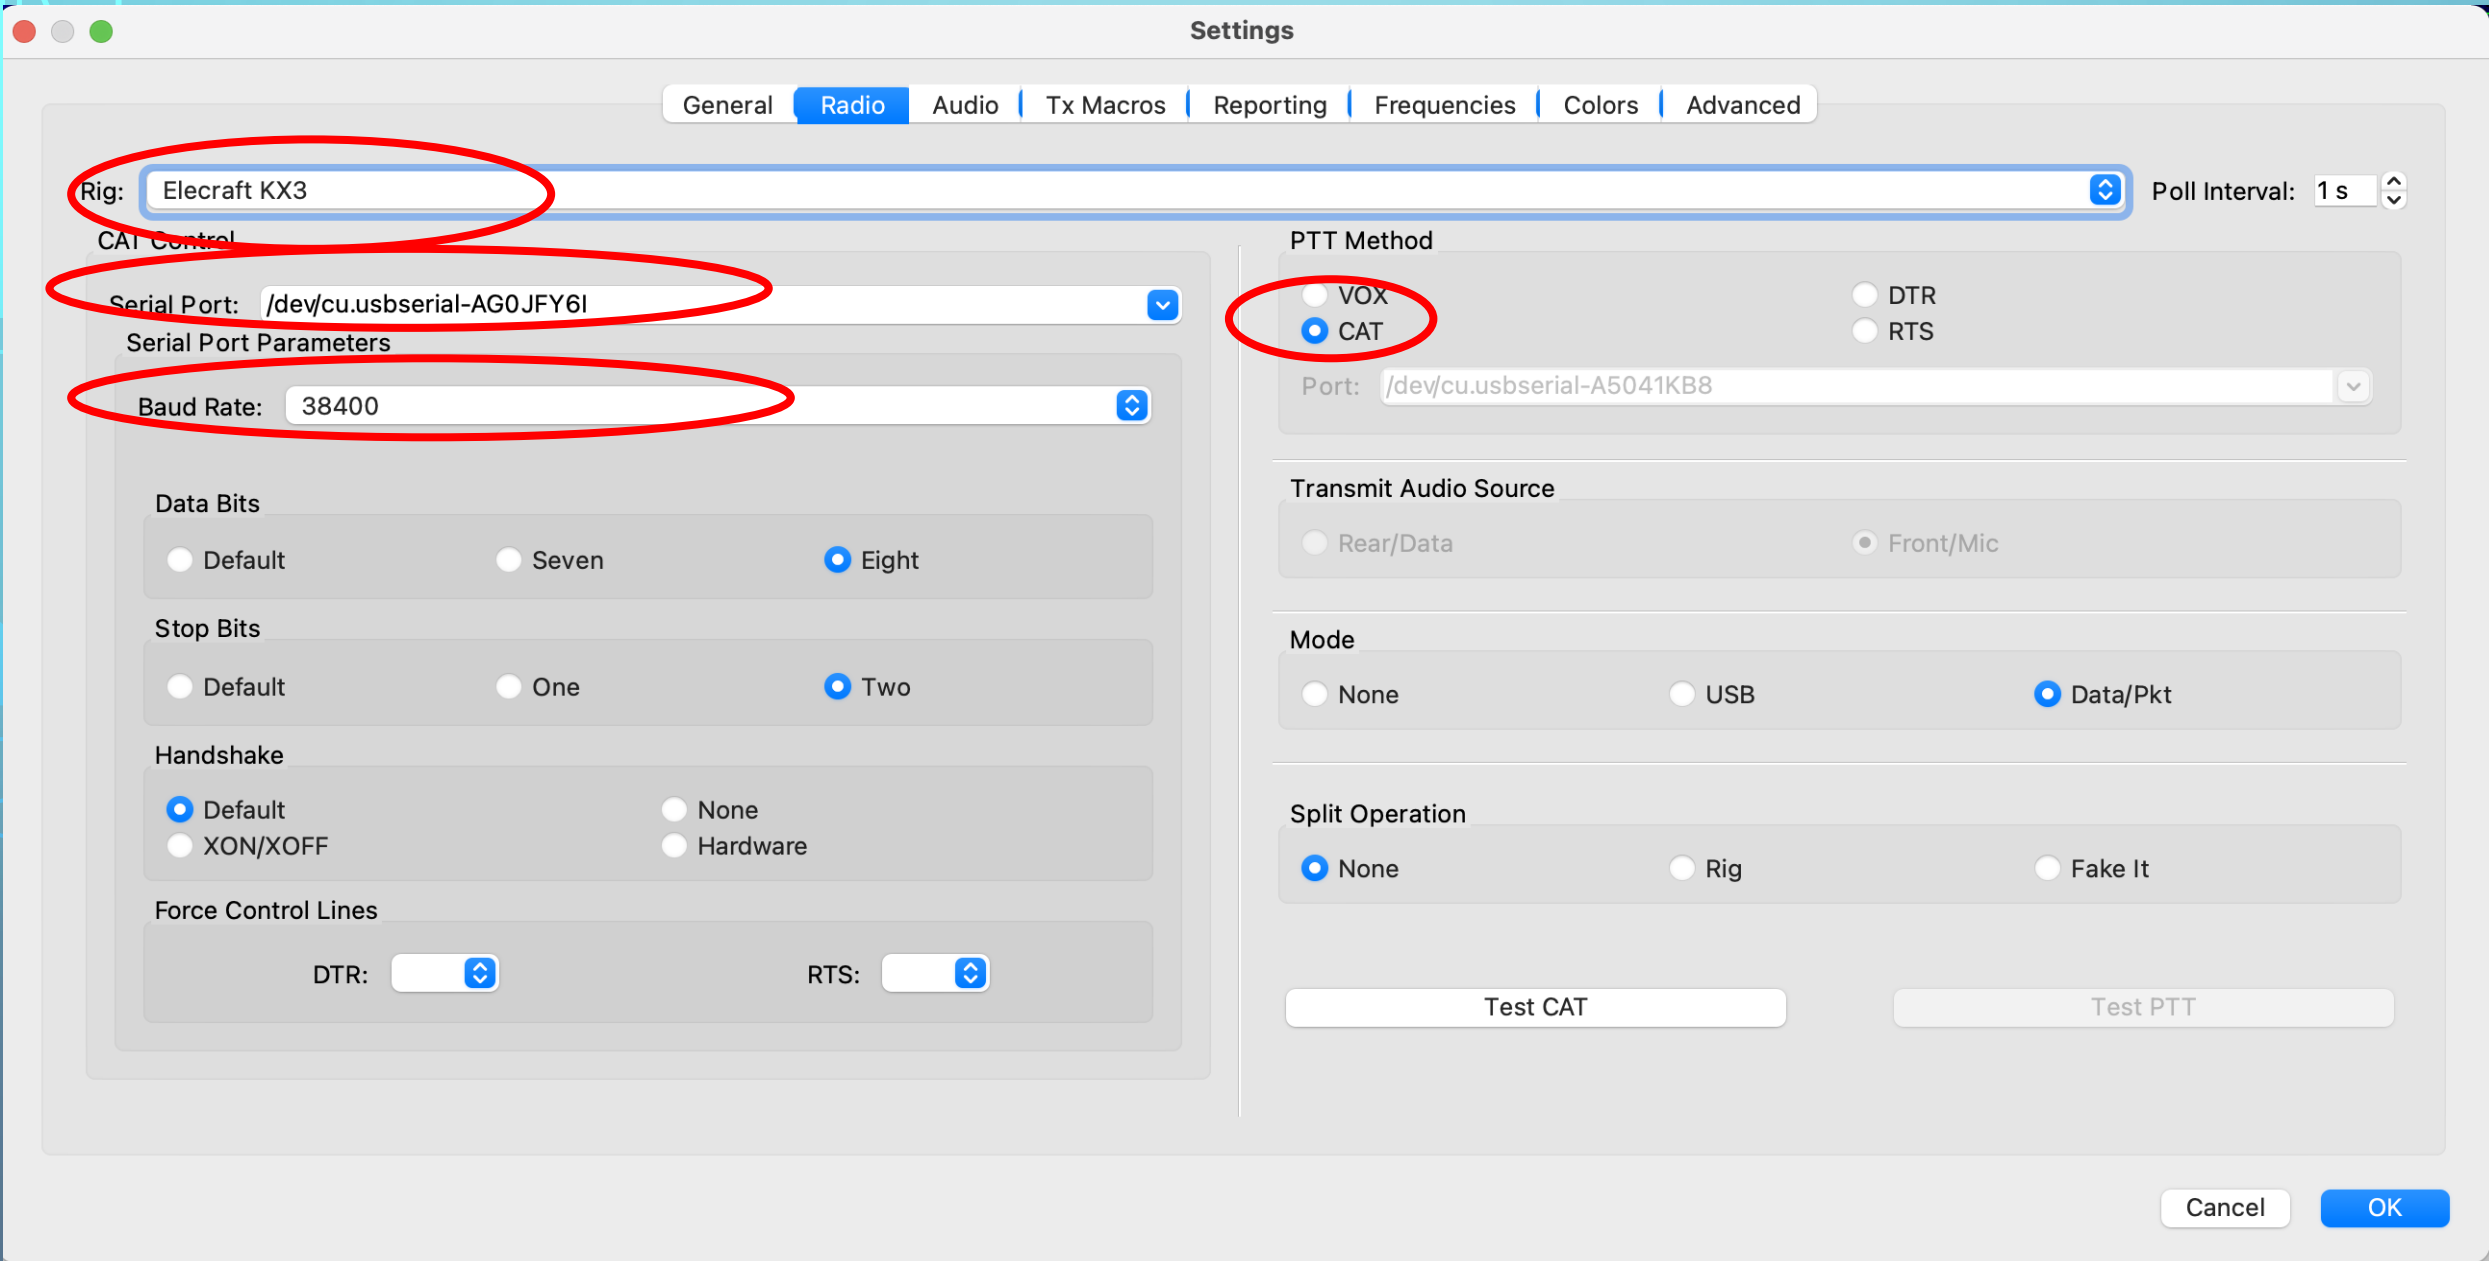 Settings
General Radio Audio Tx Macros Reporting Frequencies Colors Advanced
Rig: Elecraft KX3 Poll Interval: 1 s
CAT Control
Serial Port: /dev/cu.usbserial-AG0JFY6I
Serial Port Parameters
Baud Rate: 38400
Data Bits
Default Seven Eight
Stop Bits
Default One Two
Handshake
Default None
XON/XOFF Hardware
Force Control Lines
DTR: RTS:
PTT Method
VOX DTR
CAT RTS
Port: /dev/cu.usbserial-A5041KB8
Transmit Audio Source
Rear/Data Front/Mic
Mode
None USB Data/Pkt
Split Operation
None Rig Fake It
Test CAT Test PTT
Cancel OK